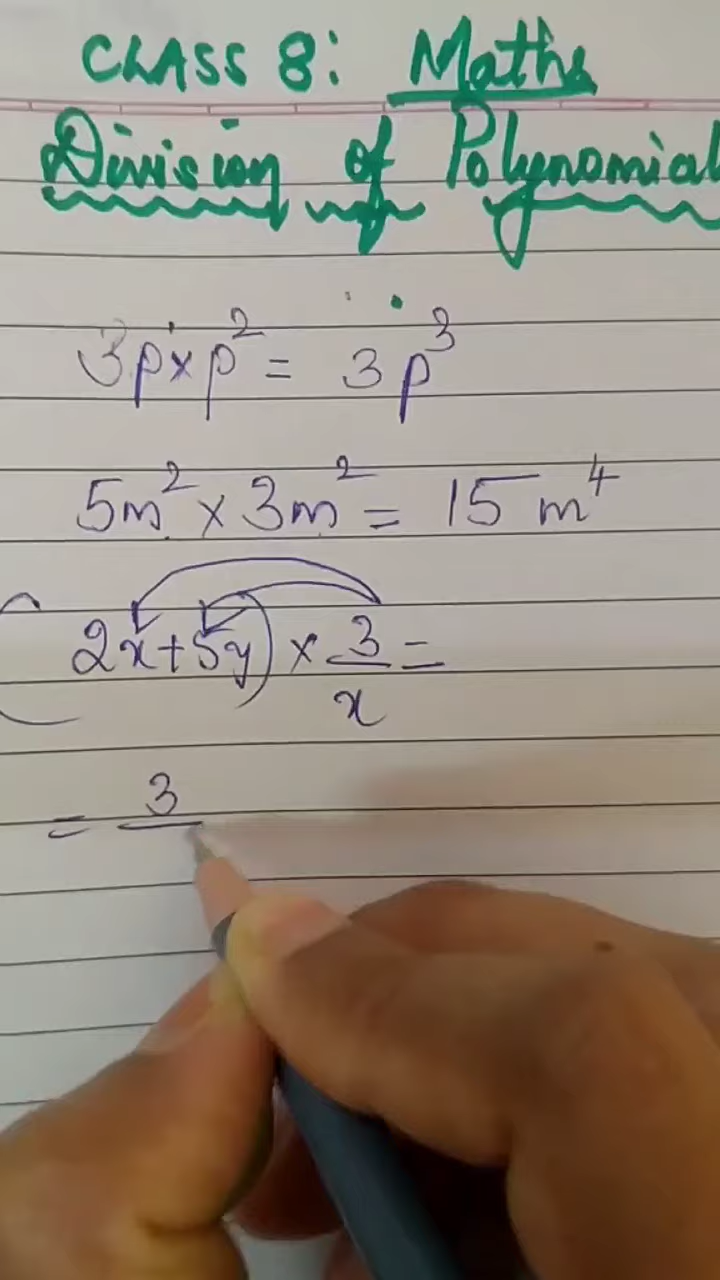 CLASS 8: Maths
Division of Polynomial
3p×p² = 3p³
5m² × 3m² = 15 m⁴
(2x+5y) × 3/x =
= 3